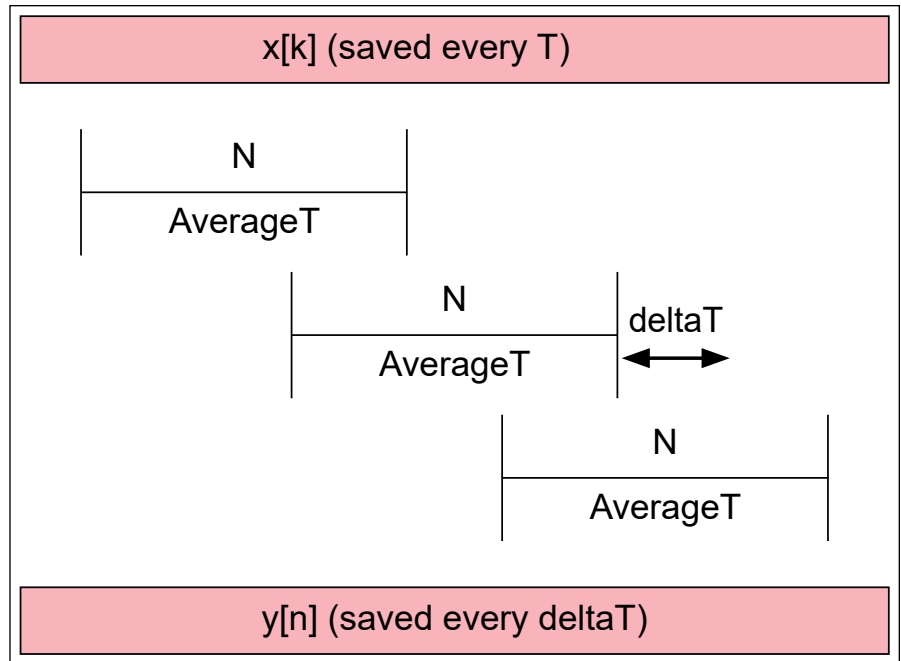 x[k] (saved every T)
N
AverageT
N
deltaT
AverageT
N
AverageT
y[n] (saved every deltaT)